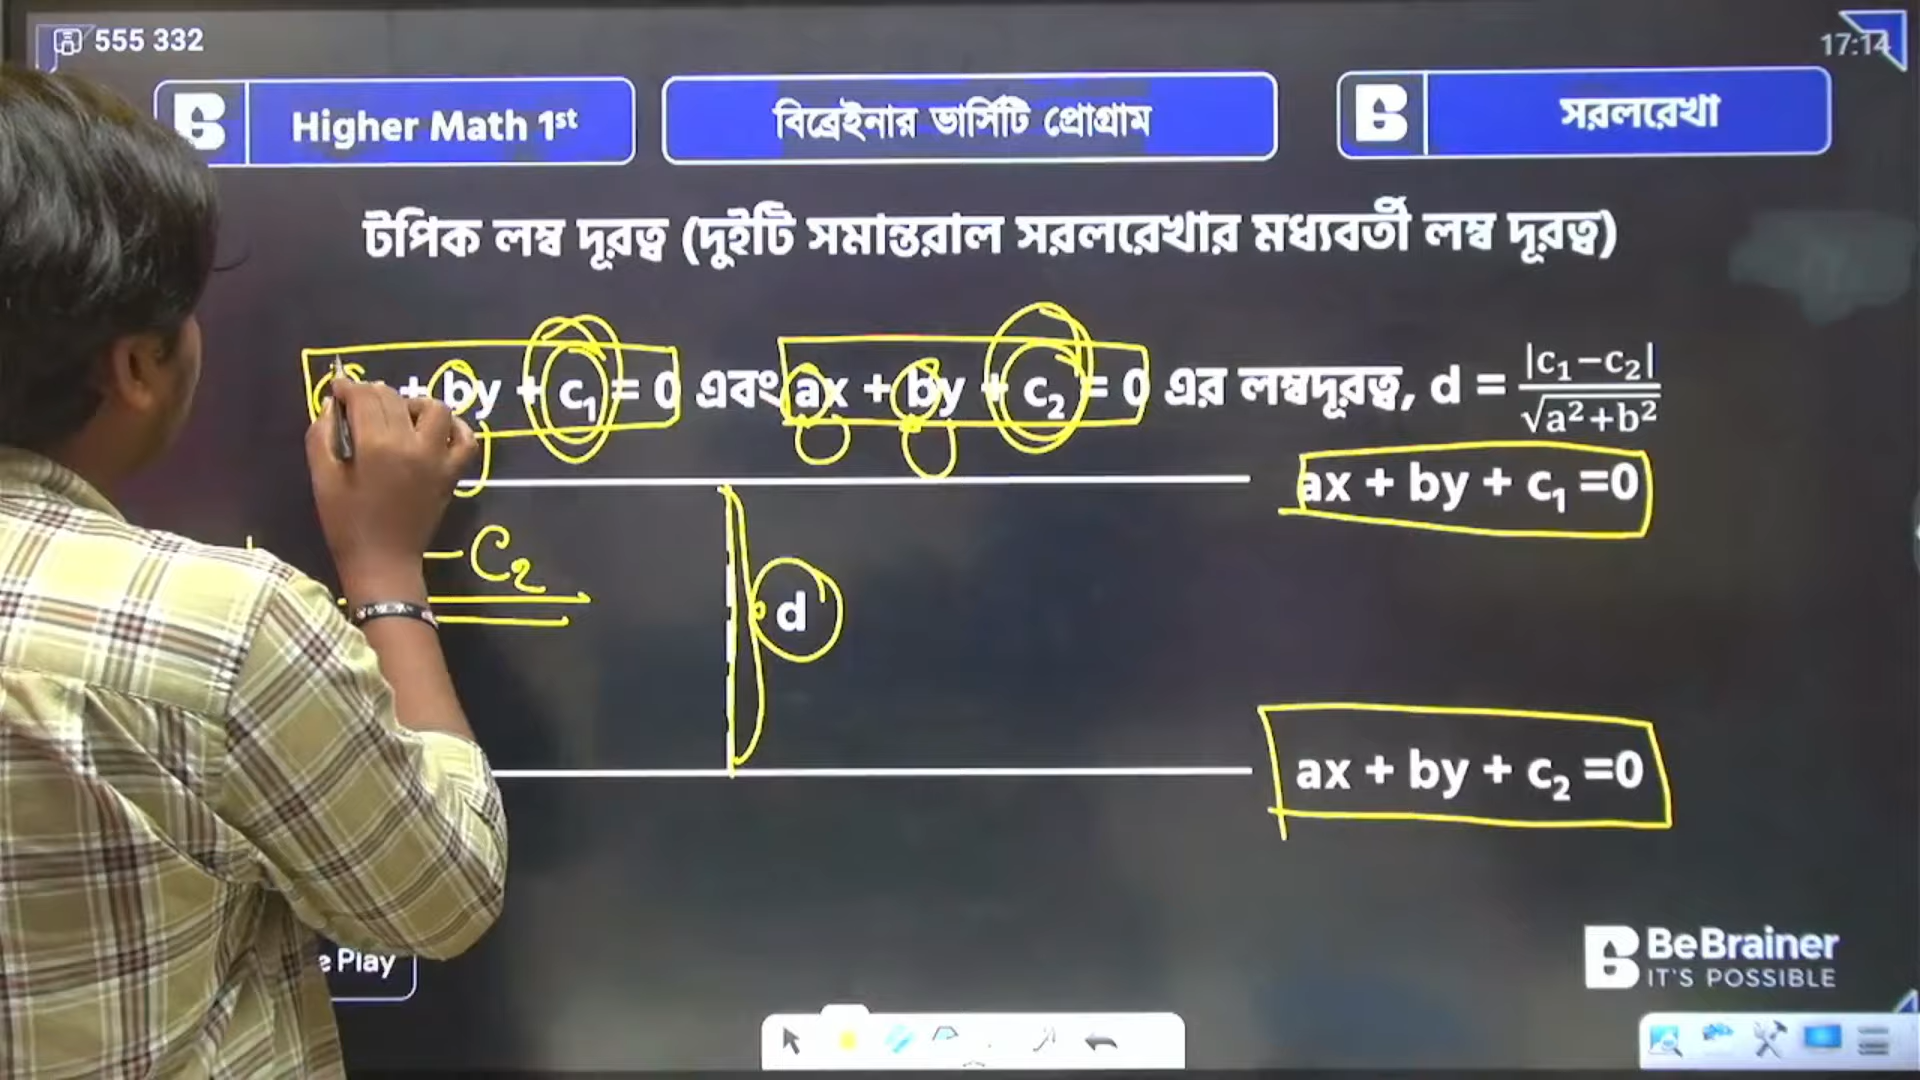 555 332
17:14
Higher Math 1st
বিব্রেইনার ভার্সিটি প্রোগ্রাম
সরলরেখা
টপিক লম্ব দূরত্ব (দুইটি সমান্তরাল সরলরেখার মধ্যবর্তী লম্ব দূরত্ব)
+ by + c₁ = 0 এবং ax + by + c₂ = 0 এর লম্বদূরত্ব, d = |c₁−c₂| / √a²+b²
ax + by + c₁ =0
− C₂
d
ax + by + c₂ =0
Play
BeBrainer
IT'S POSSIBLE